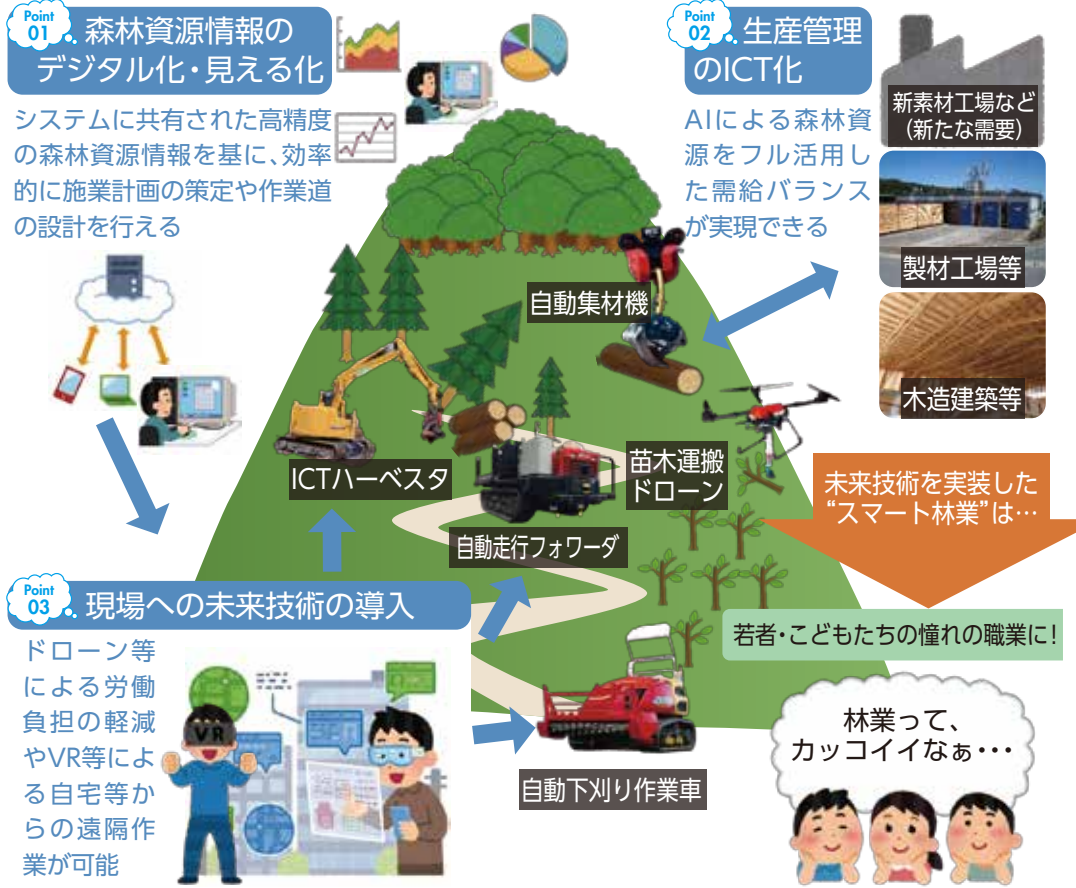 Point
01
森林資源情報の
デジタル化・見える化
システムに共有された高精度
の森林資源情報を基に、効率
的に施業計画の策定や作業道
の設計を行える
Point
02
生産管理
のICT化
AIによる森林資
源をフル活用し
た需給バランス
が実現できる
新素材工場など
(新たな需要)
製材工場等
木造建築等
自動集材機
ICTハーベスタ
苗木運搬
ドローン
自動走行フォワーダ
未来技術を実装した
“スマート林業”は…
Point
03
現場への未来技術の導入
ドローン等
による労働
負担の軽減
やVR等によ
る自宅等か
らの遠隔作
業が可能
VR
自動下刈り作業車
若者・こどもたちの憧れの職業に!
林業って、
カッコイイなぁ・・・